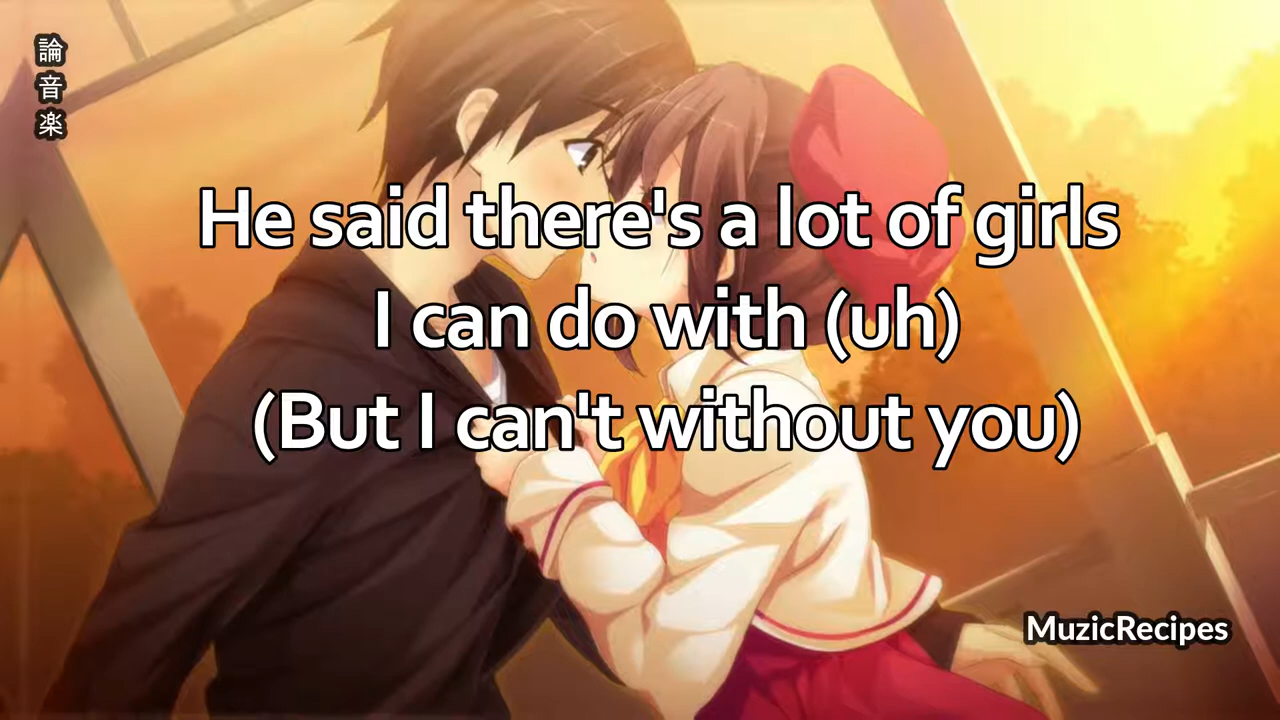 論音楽
He said there's a lot of girls
I can do with (uh)
(But I can't without you)
MuzicRecipes